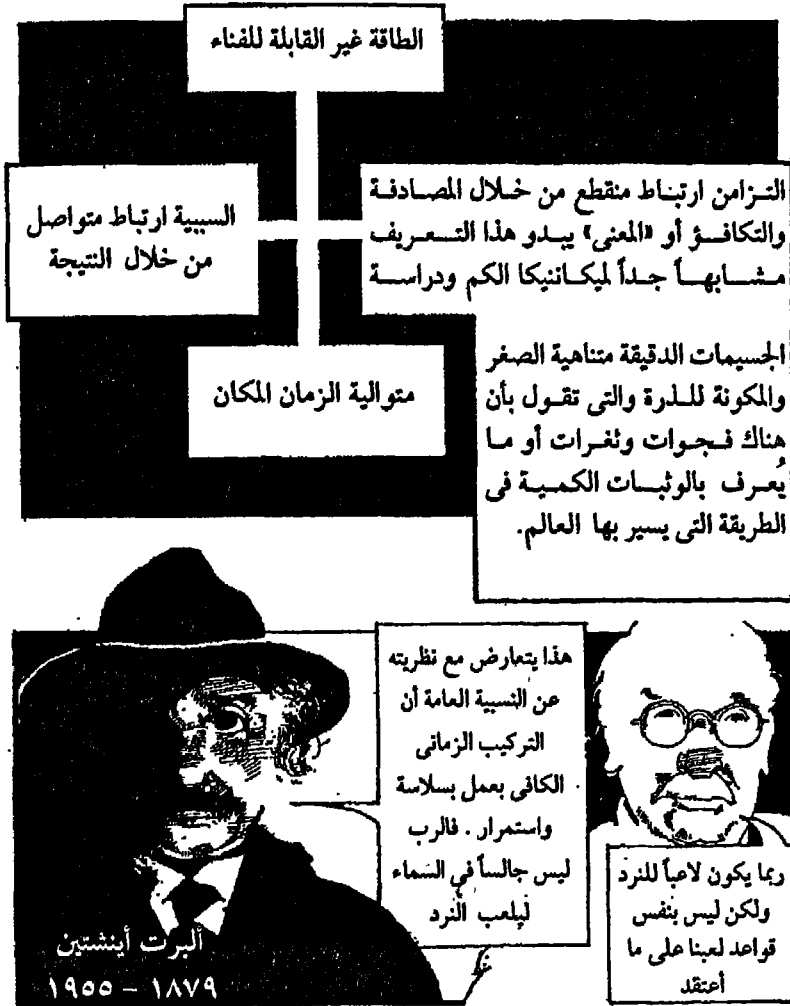 الطاقة غير القابلة للفناء
التزامن ارتباط منقطع من خلال المصادفة
والتكافؤ أو «المعنى» يبدو هذا التعريف
مشابهاً جداً لميكانيكا الكم ودراسة
الجسيمات الدقيقة متناهية الصغر
والمكونة للذرة والتى تقول بأن
هناك فجوات وثغرات أو ما
يُعرف بالوثبات الكمية فى
الطريقة التى يسير بها العالم.
السببية ارتباط متواصل
من خلال النتيجة
متوالية الزمان المكان
هذا يتعارض مع نظريته
عن النسبية العامة أن
التركيب الزمانى
الكافى بعمل بسلاسة
واستمرار . فالرب
ليس جالساً في السماء
ليلعب النرد
ربما يكون لاعباً للنرد
ولكن ليس بنفس
قواعد لعبنا على ما
أعتقد
ألبرت أينشتين
١٨٧٩ - ١٩٥٥